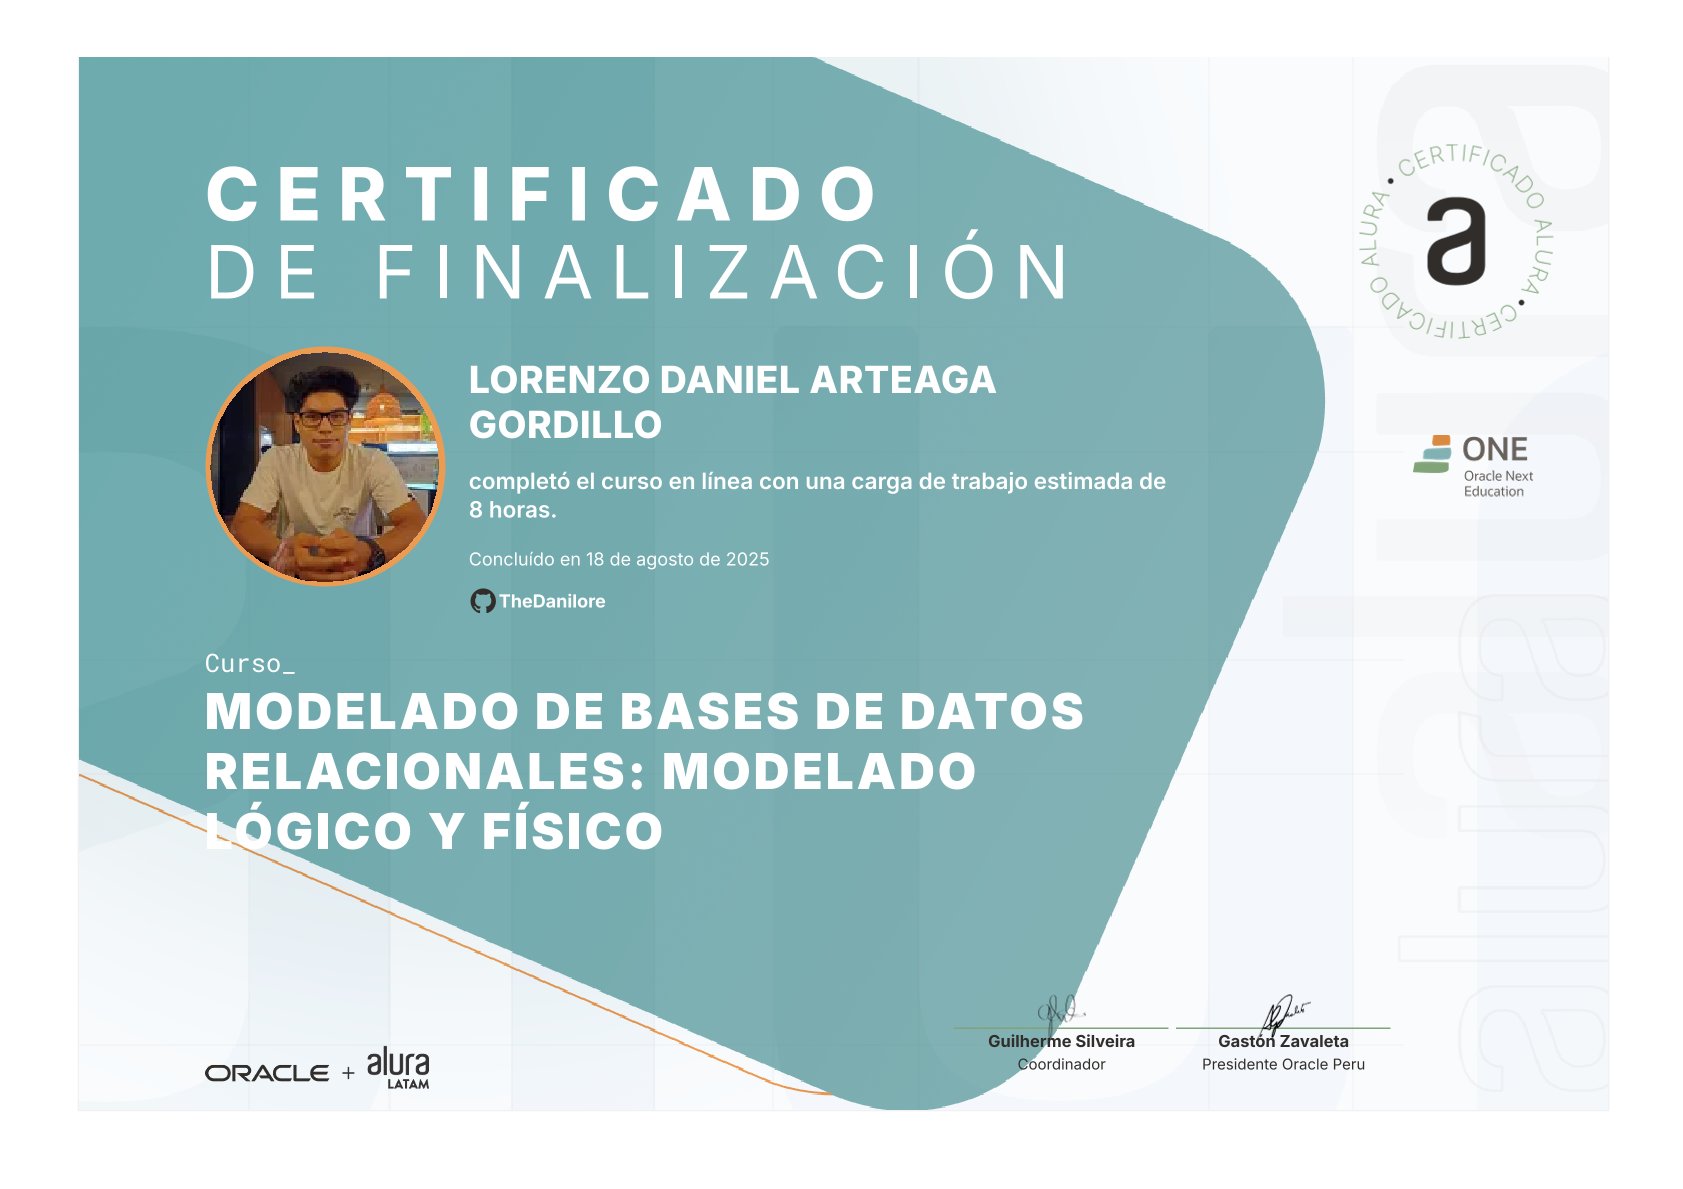 CERTIFICADO
DE FINALIZACIÓN
CERTIFICADO ALURA • CERTIFICADO ALURA •
a
LORENZO DANIEL ARTEAGA
GORDILLO
completó el curso en línea con una carga de trabajo estimada de
8 horas.
Concluído en 18 de agosto de 2025
TheDanilore
ONE
Oracle Next
Education
Curso_
MODELADO DE BASES DE DATOS
RELACIONALES: MODELADO
LÓGICO Y FÍSICO
Guilherme Silveira
Coordinador
Gastón Zavaleta
Presidente Oracle Peru
ORACLE + alura
LATAM
alura
alura